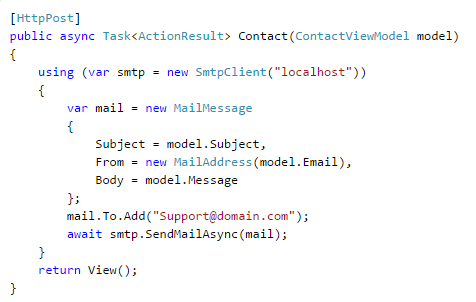 [HttpPost]
public async Task<ActionResult> Contact(ContactViewModel model)
{
    using (var smtp = new SmtpClient("localhost"))
    {
        var mail = new MailMessage
        {
            Subject = model.Subject,
            From = new MailAddress(model.Email),
            Body = model.Message
        };
        mail.To.Add("Support@domain.com");
        await smtp.SendMailAsync(mail);
    }
    return View();
}